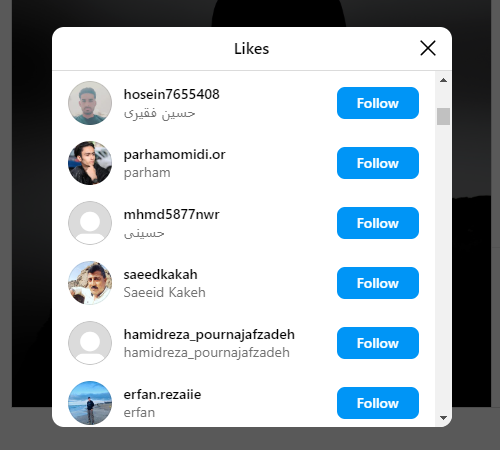 Likes
hosein7655408
حسین فقیری
Follow
parhamomidi.or
parham
Follow
mhmd5877nwr
حسینی
Follow
saeedkakah
Saeeid Kakeh
Follow
hamidreza_pournajafzadeh
hamidreza_pournajafzadeh
Follow
erfan.rezaiie
erfan
Follow